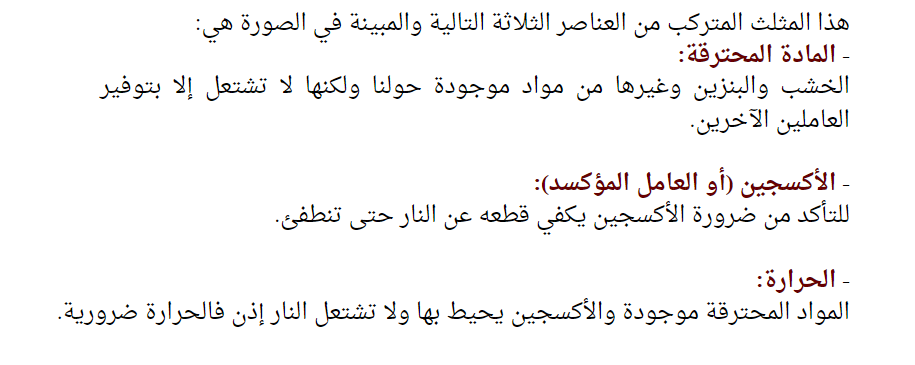 هذا المثلث المتركب من العناصر الثلاثة التالية والمبينة في الصورة هي:
- المادة المحترقة:
الخشب والبنزين وغيرها من مواد موجودة حولنا ولكنها لا تشتعل إلا بتوفير
العاملين الآخرين.
- الأكسجين (أو العامل المؤكسد):
للتأكد من ضرورة الأكسجين يكفي قطعه عن النار حتى تنطفئ.
- الحرارة:
المواد المحترقة موجودة والأكسجين يحيط بها ولا تشتعل النار إذن فالحرارة ضرورية.